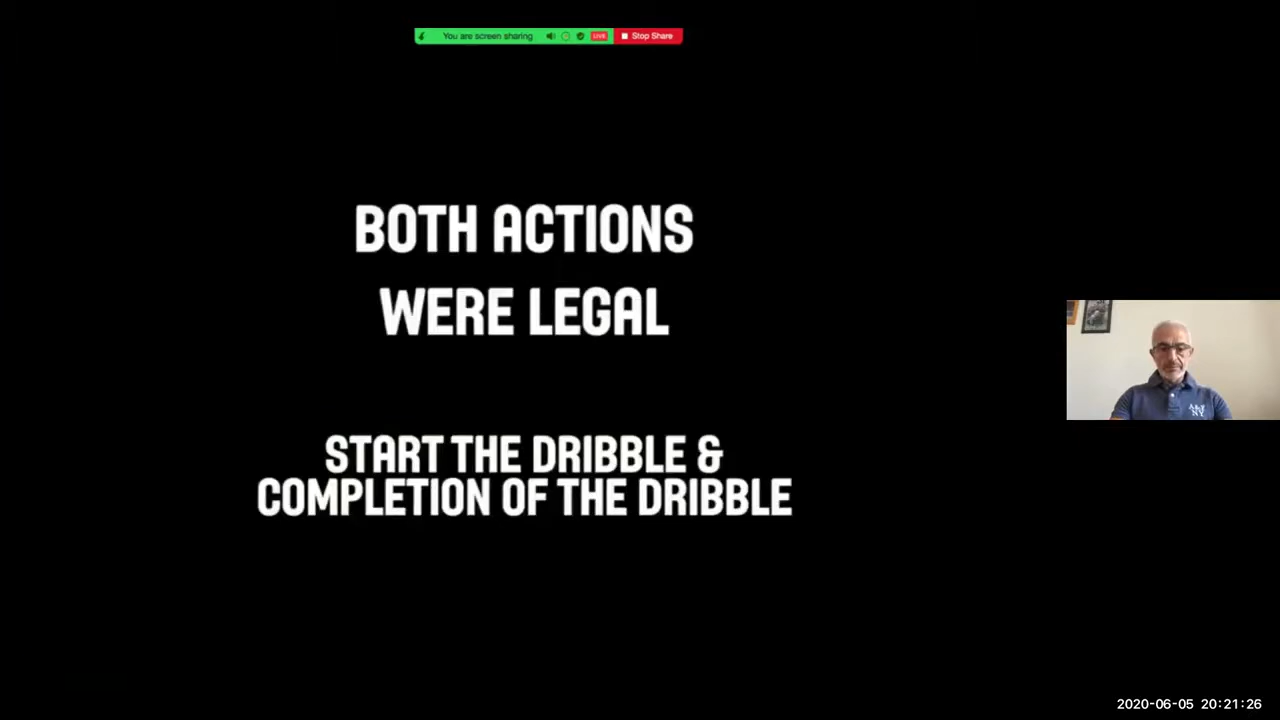 You are screen sharing LIVE Stop Share
BOTH ACTIONS
WERE LEGAL
START THE DRIBBLE &
COMPLETION OF THE DRIBBLE
2020-06-05 20:21:26